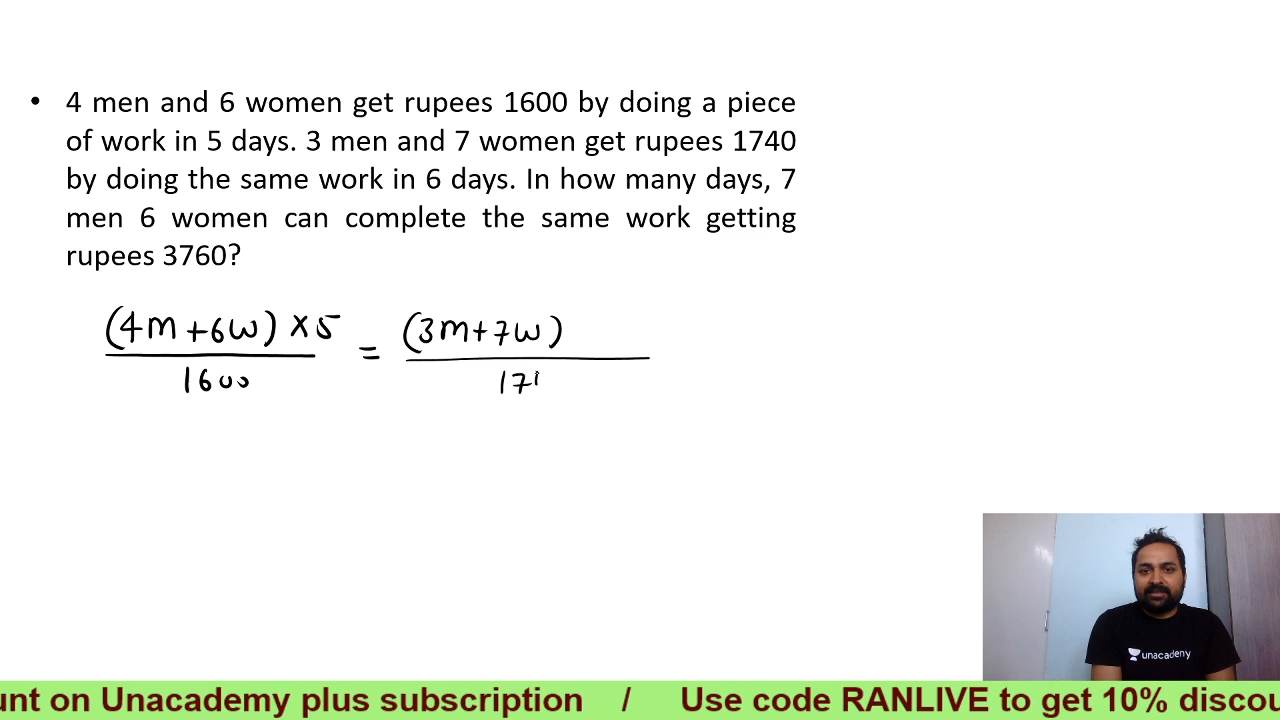 • 4 men and 6 women get rupees 1600 by doing a piece
of work in 5 days. 3 men and 7 women get rupees 1740
by doing the same work in 6 days. In how many days, 7
men 6 women can complete the same work getting
rupees 3760?
(4m+6w) ×5 = (3m+7w)
1600 17
unacademy
unt on Unacademy plus subscription / Use code RANLIVE to get 10% discou